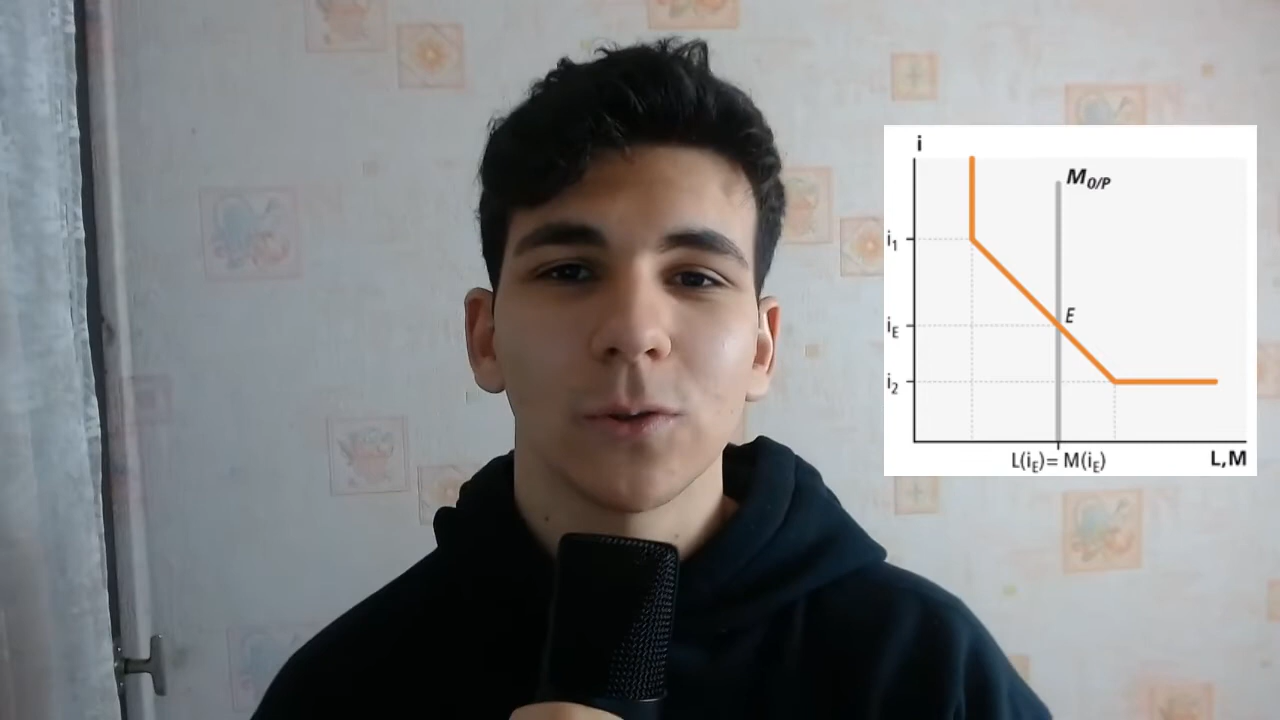 i
M0/P
i1
E
iE
i2
L(iE)= M(iE)
L,M